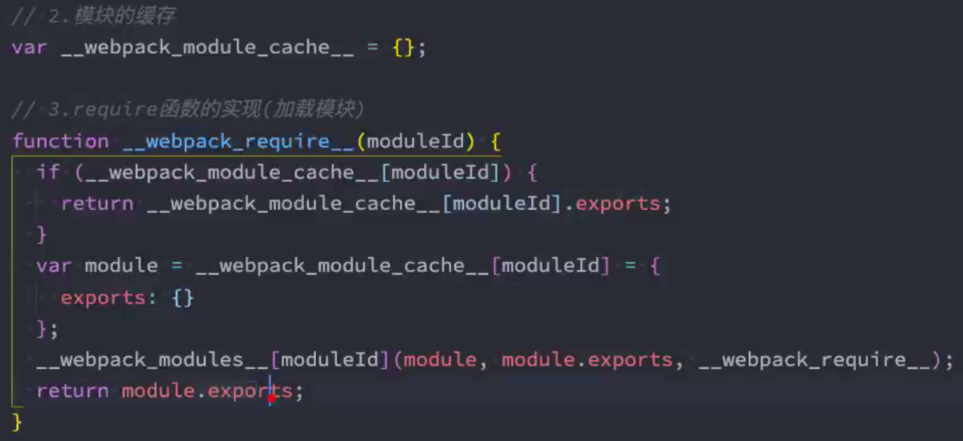 // 2.模块的缓存
var __webpack_module_cache__ = {};
// 3.require函数的实现(加载模块)
function __webpack_require__(moduleId) {
if (__webpack_module_cache__[moduleId]) {
return __webpack_module_cache__[moduleId].exports;
}
var module = __webpack_module_cache__[moduleId] = {
exports: {}
};
__webpack_modules__[moduleId](module, module.exports, __webpack_require__);
return module.exports;
}